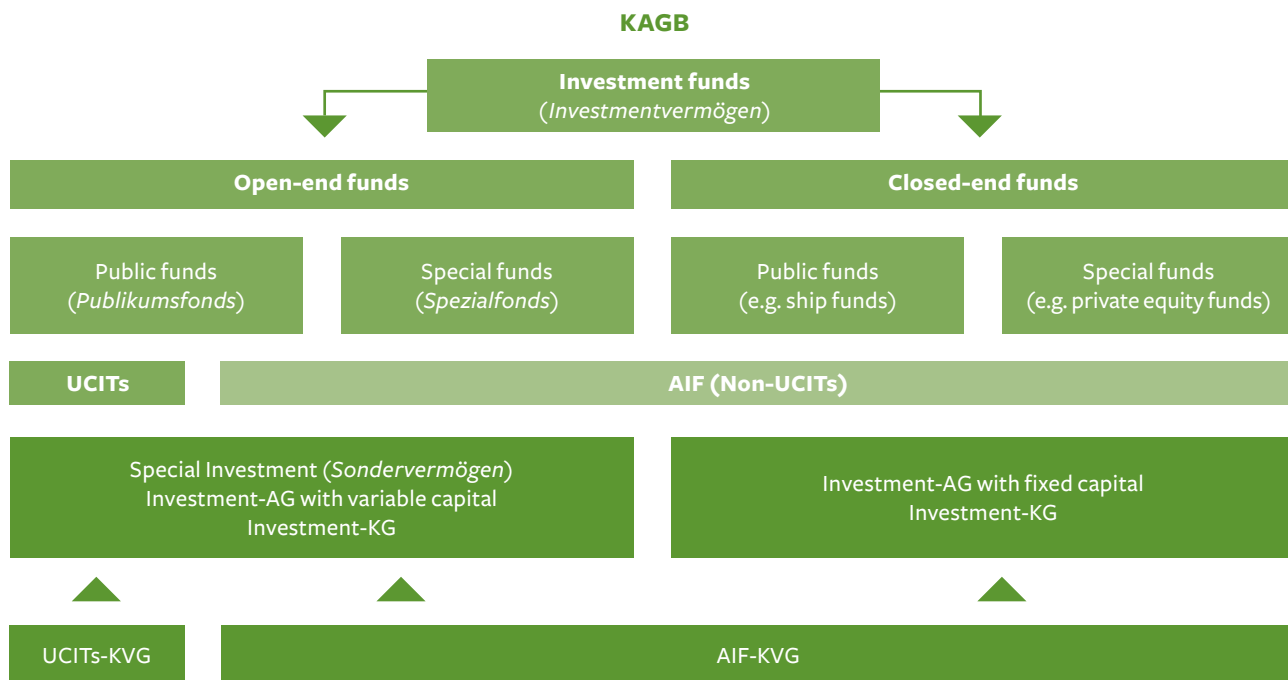 KAGB
Investment funds
(Investmentvermögen)
Open-end funds
Closed-end funds
Public funds
(Publikumsfonds)
Special funds
(Spezialfonds)
Public funds
(e.g. ship funds)
Special funds
(e.g. private equity funds)
UCITs
AIF (Non-UCITs)
Special Investment (Sondervermögen)
Investment-AG with variable capital
Investment-KG
Investment-AG with fixed capital
Investment-KG
UCITs-KVG
AIF-KVG